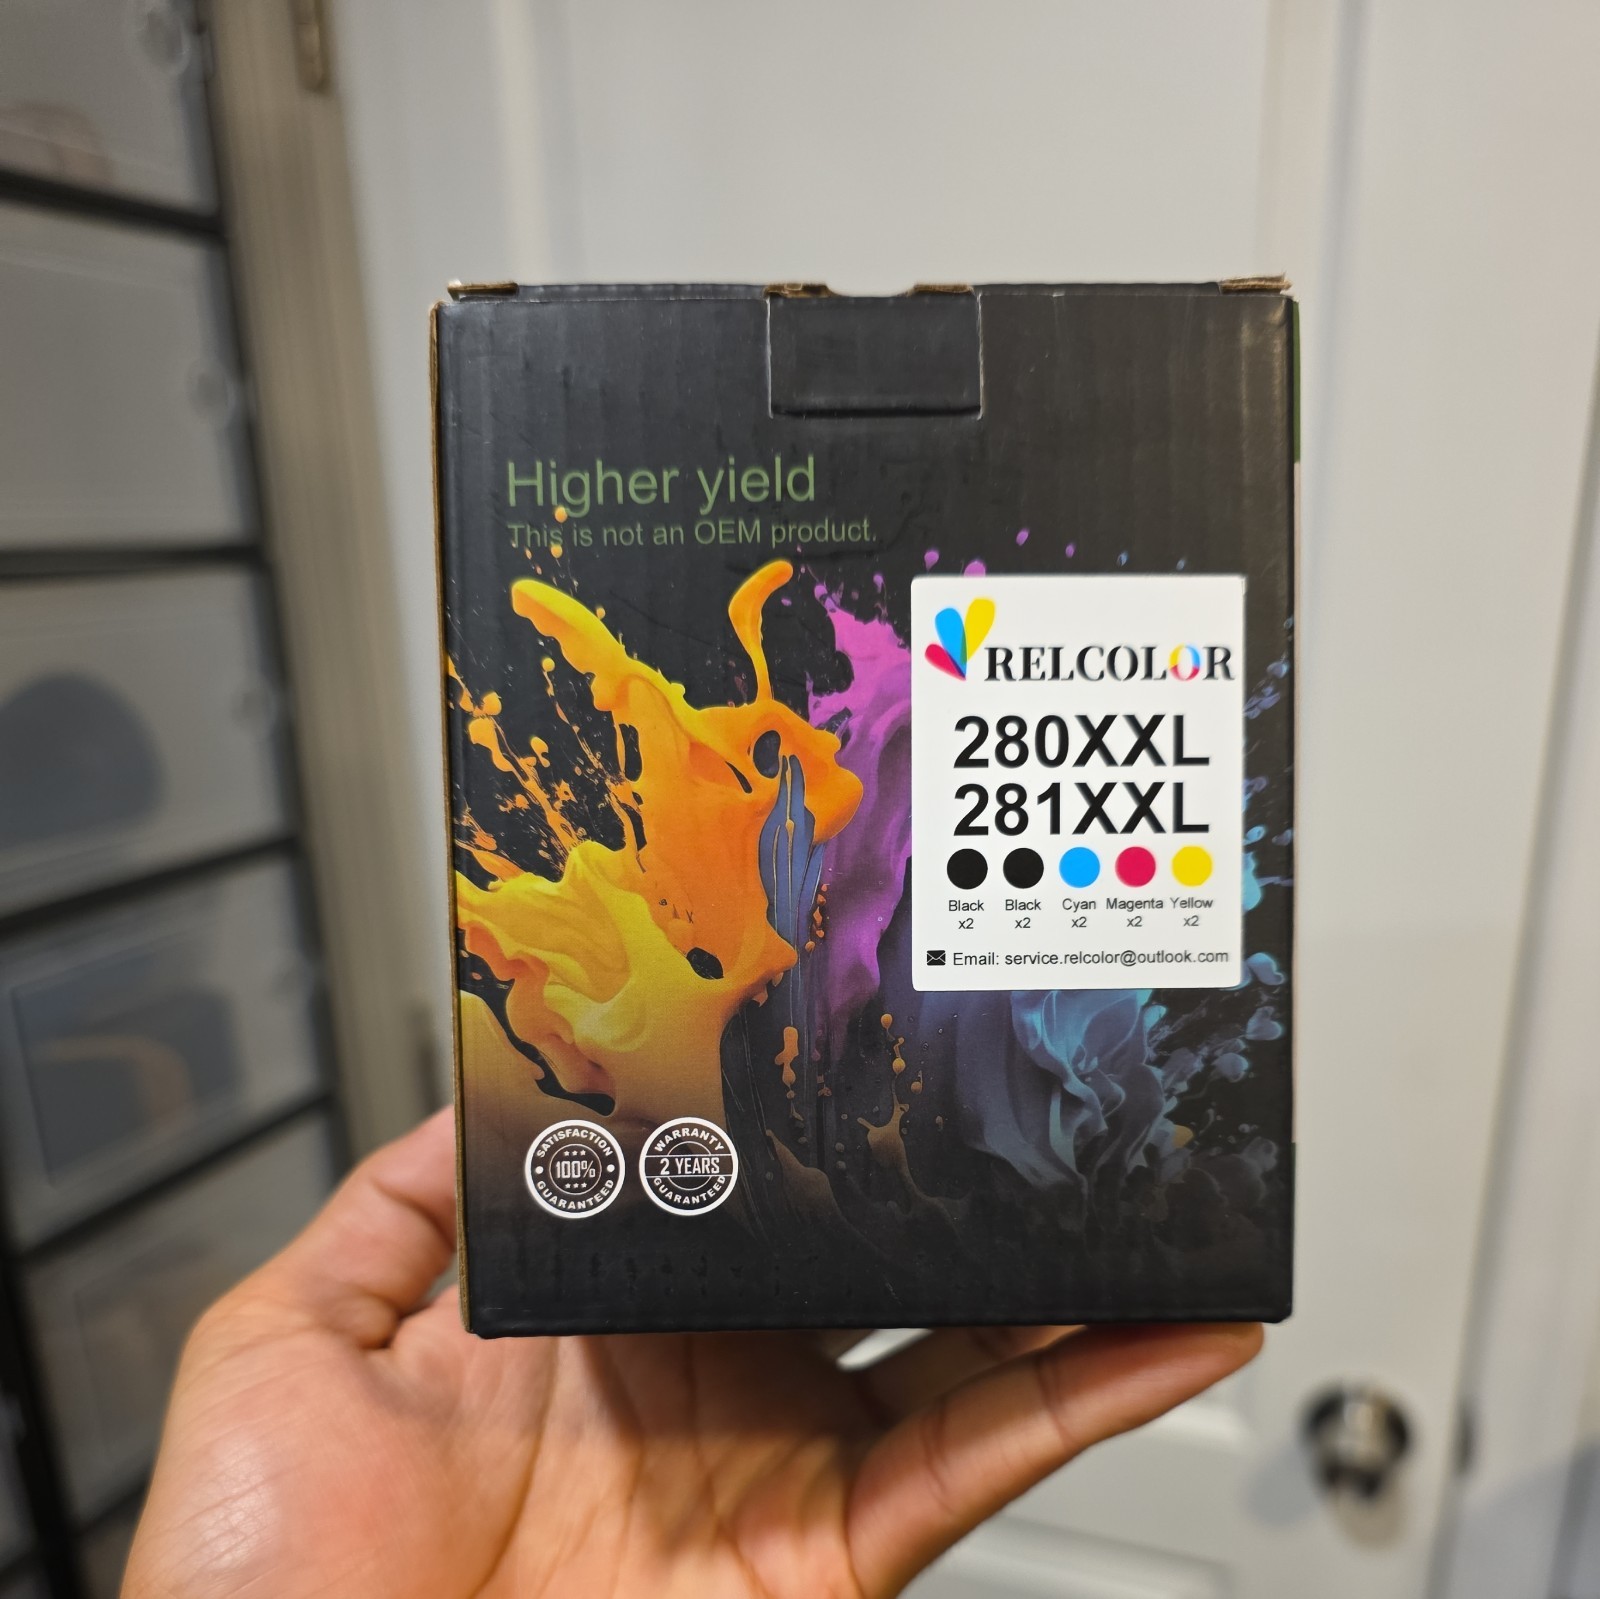 Higher yield
This is not an OEM product.
RELCOLOR
280XXL
281XXL
Black Black Cyan Magenta Yellow
x2 x2 x2 x2 x2
Email: service.relcolor@outlook.com
SATISFACTION
100%
GUARANTEED
WARRANTY
2 YEARS
GUARANTEED